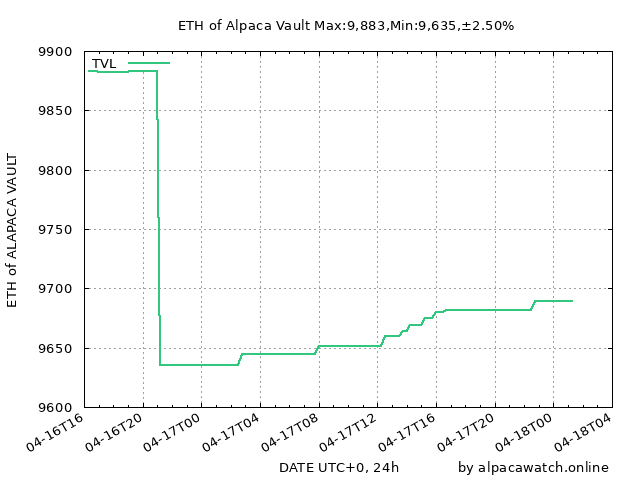 ETH of Alpaca Vault Max:9,883,Min:9,635,±2.50%
TVL
9900
9850
9800
9750
9700
9650
9600
ETH of ALAPACA VAULT
04-16T16
04-16T20
04-17T00
04-17T04
04-17T08
04-17T12
04-17T16
04-17T20
04-18T00
04-18T04
DATE UTC+0, 24h
by alpacawatch.online